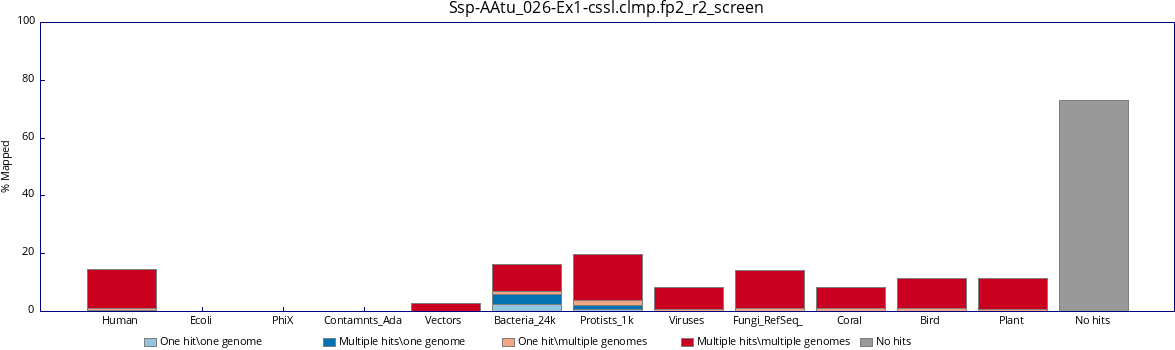 Ssp-AAtu_026-Ex1-cssl.clmp.fp2_r2_screen
100
80
60
40
20
0
% Mapped
Human Ecoli PhiX Contamnts_Ada Vectors Bacteria_24k Protists_1k Viruses Fungi_RefSeq_ Coral Bird Plant No hits
One hit\one genome Multiple hits\one genome One hit\multiple genomes Multiple hits\multiple genomes No hits